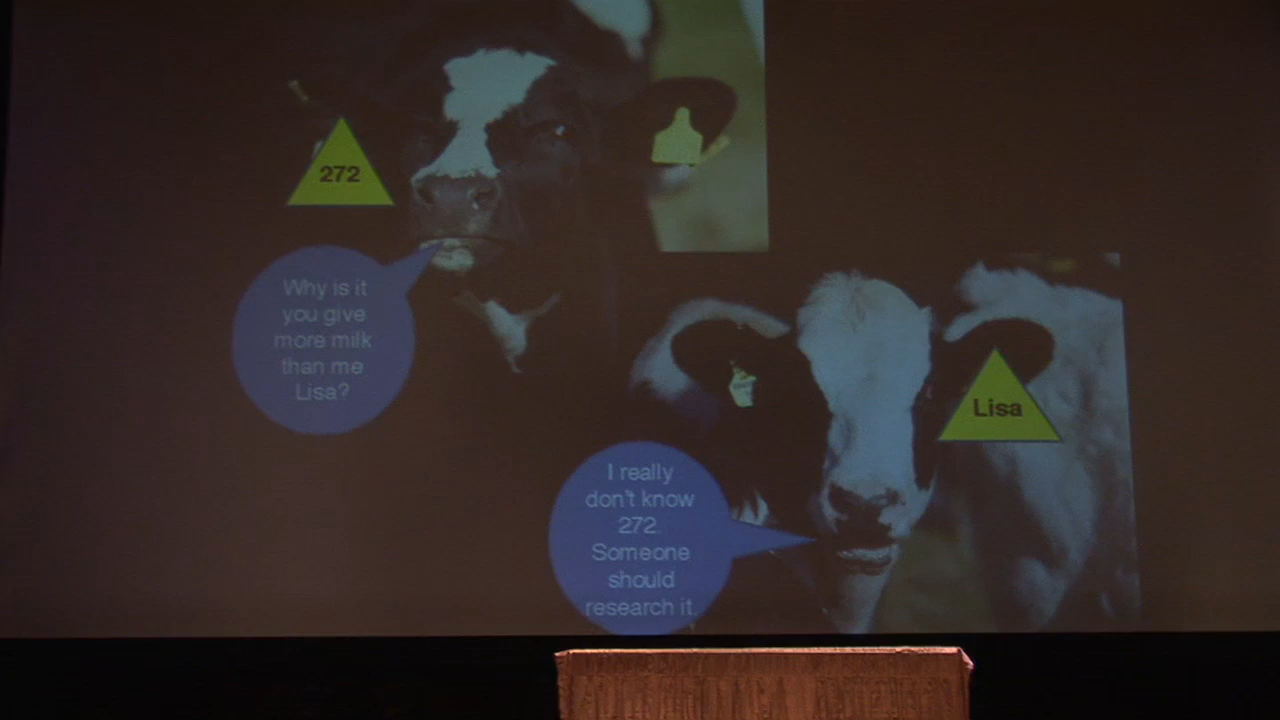 272
Why is it
you give
more milk
than me
Lisa?
Lisa
I really
don't know
272.
Someone
should
research it.